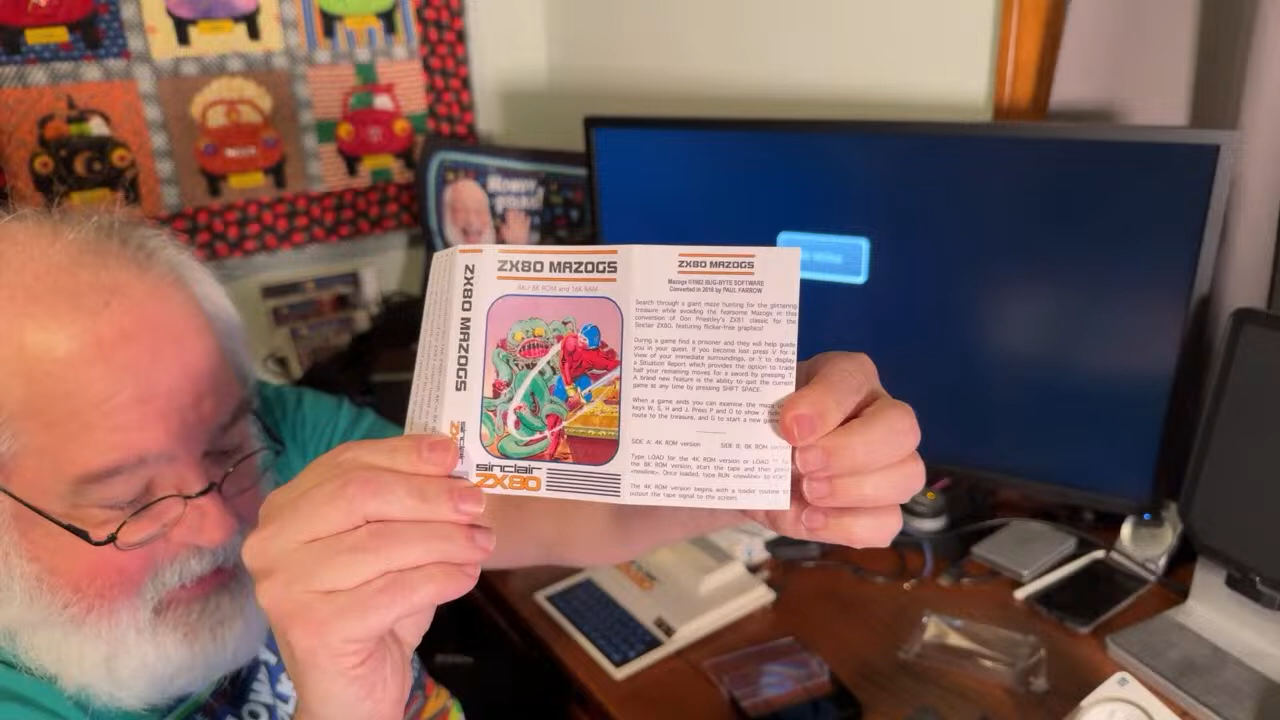 ZX80 MAZOGS
sinclair
ZX80
ZX80 MAZOGS
4K / 8K ROM and 16K RAM
sinclair
ZX80
ZX80 MAZOGS
Mazogs ©1982 BUG-BYTE SOFTWARE
Converted in 2016 by PAUL FARROW
Search through a giant maze hunting for the glittering
treasure while avoiding the fearsome Mazogs in this
conversion of Don Priestley's ZX81 classic for the
Sinclair ZX80, featuring flicker-free graphics!
During a game find a prisoner and they will help guide
you in your quest. If you become lost press V for a
View of your immediate surroundings, or Y to display
a Situation Report which provides the option to trade
half your remaining moves for a sword by pressing T.
A brand new feature is the ability to quit the current
game at any time by pressing SHIFT SPACE.
When a game ends you can examine the maze
keys W, S, H and J. Press P and O to show /
route to the treasure, and G to start a new game
SIDE A: 4K ROM version SIDE B: 8K ROM version
Type LOAD for the 4K ROM version or LOAD
the 8K ROM version, start the tape and then press
<newline>. Once loaded, type RUN <newline> to start
The 4K ROM version begins with a loader routine to
output the tape signal to the screen.